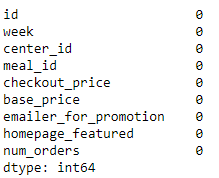 id 0
week 0
center_id 0
meal_id 0
checkout_price 0
base_price 0
emailer_for_promotion 0
homepage_featured 0
num_orders 0
dtype: int64